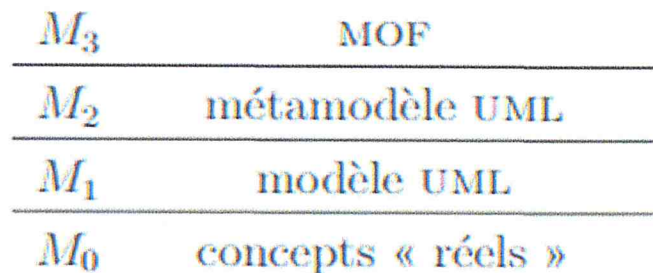 M₃ MOF
M₂ métamodèle UML
M₁ modèle UML
M₀ concepts « réels »